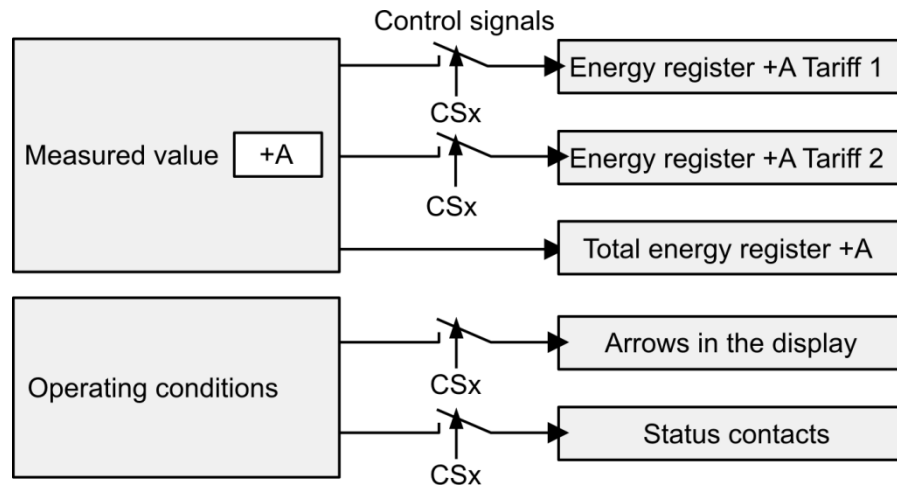 Control signals
Energy register +A Tariff 1
CSx
Measured value +A
Energy register +A Tariff 2
CSx
Total energy register +A
Arrows in the display
CSx
Operating conditions
Status contacts
CSx